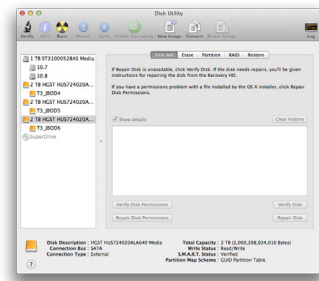 Disk Utility
Verify Info Burn Mount Enable Journaling New Image Convert Resize Image Log
1 TB ST31000528AS Media
10.7
10.8
2 TB HGST HUS724020A...
T3_JBOD4
2 TB HGST HUS724020A...
T3_JBOD5
2 TB HGST HUS724020A...
T3_JBOD6
SuperDrive
First Aid Erase Partition RAID Restore
If Repair Disk is unavailable, click Verify Disk. If the disk needs repairs, you'll be given
instructions for repairing the disk from the Recovery HD.
If you have a permissions problem with a file installed by the OS X installer, click Repair
Disk Permissions.
Show details
Clear History
Verify Disk Permissions
Verify Disk
Repair Disk Permissions
Repair Disk
Disk Description : HGST HUS724020ALA640 Media
Connection Bus : SATA
Connection Type : External
Total Capacity : 2 TB (2,000,398,934,016 Bytes)
Write Status : Read/Write
S.M.A.R.T. Status : Verified
Partition Map Scheme : GUID Partition Table
?